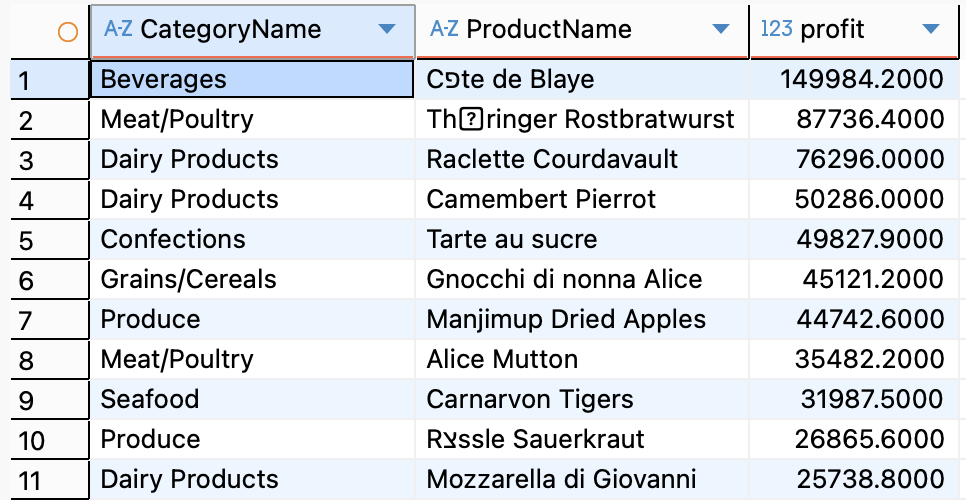 A-Z CategoryName A-Z ProductName 123 profit
1 Beverages Cפte de Blaye 149984.2000
2 Meat/Poultry Th�ringer Rostbratwurst 87736.4000
3 Dairy Products Raclette Courdavault 76296.0000
4 Dairy Products Camembert Pierrot 50286.0000
5 Confections Tarte au sucre 49827.9000
6 Grains/Cereals Gnocchi di nonna Alice 45121.2000
7 Produce Manjimup Dried Apples 44742.6000
8 Meat/Poultry Alice Mutton 35482.2000
9 Seafood Carnarvon Tigers 31987.5000
10 Produce Rצssle Sauerkraut 26865.6000
11 Dairy Products Mozzarella di Giovanni 25738.8000